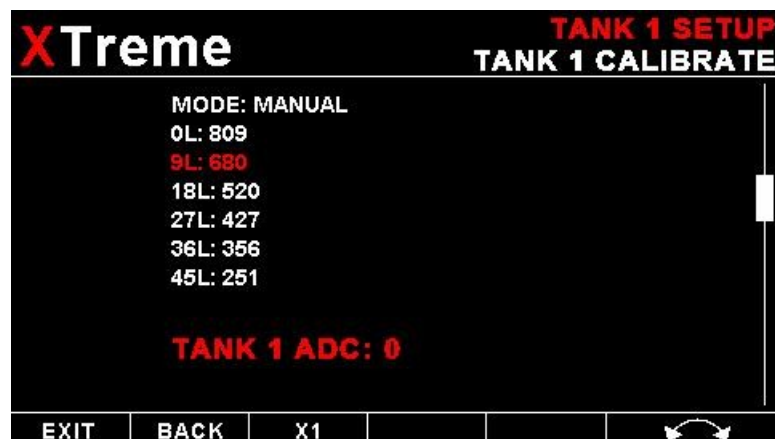 XTreme
TANK 1 SETUP
TANK 1 CALIBRATE
MODE: MANUAL
0L: 809
9L: 680
18L: 520
27L: 427
36L: 356
45L: 251
TANK 1 ADC: 0
EXIT BACK X1